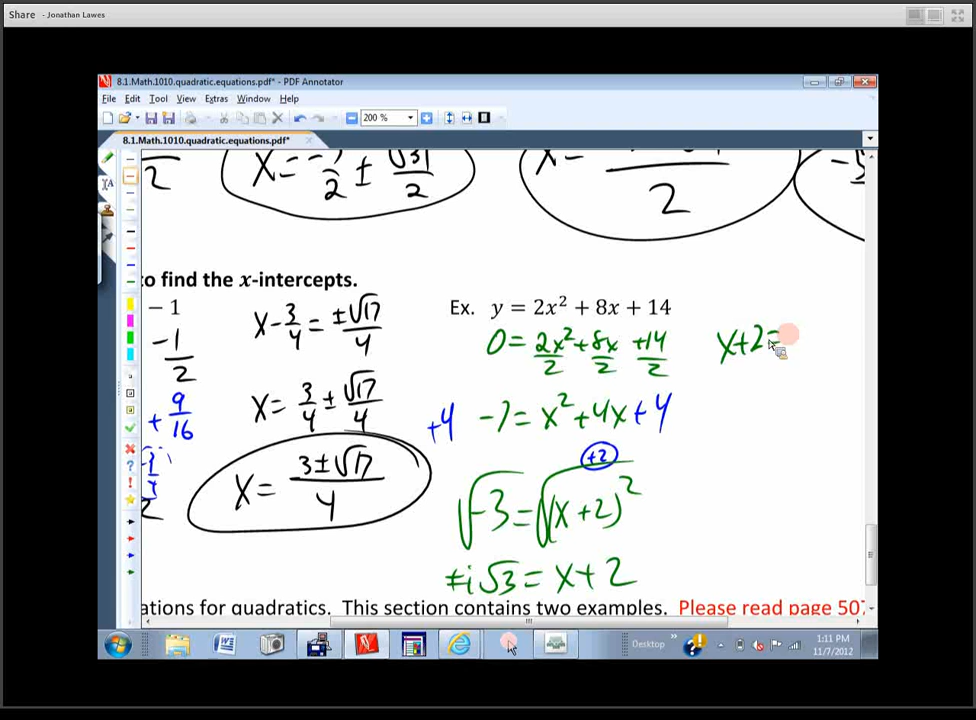 Share - Jonathan Lawes
8.1.Math.1010.quadratic.equations.pdf* - PDF Annotator
File Edit Tool View Extras Window Help
200 %
8.1.Math.1010.quadratic.equations.pdf*
2
x = -7/2 ± √31/2
x =
2
-5
to find the x-intercepts.
− 1
-1/2
+ 9/16
x - 3/4 = ±√17/4
x = 3/4 ± √17/4
x = (3 ± √17)/4
Ex. y = 2x² + 8x + 14
0 = 2x²/2 + 8x/2 + 14/2
+4 -7 = x² + 4x + 4
+2
√-3 = √(x + 2)²
±i√3 = x + 2
x + 2 =
ations for quadratics. This section contains two examples. Please read page 507
Desktop
1:11 PM
11/7/2012